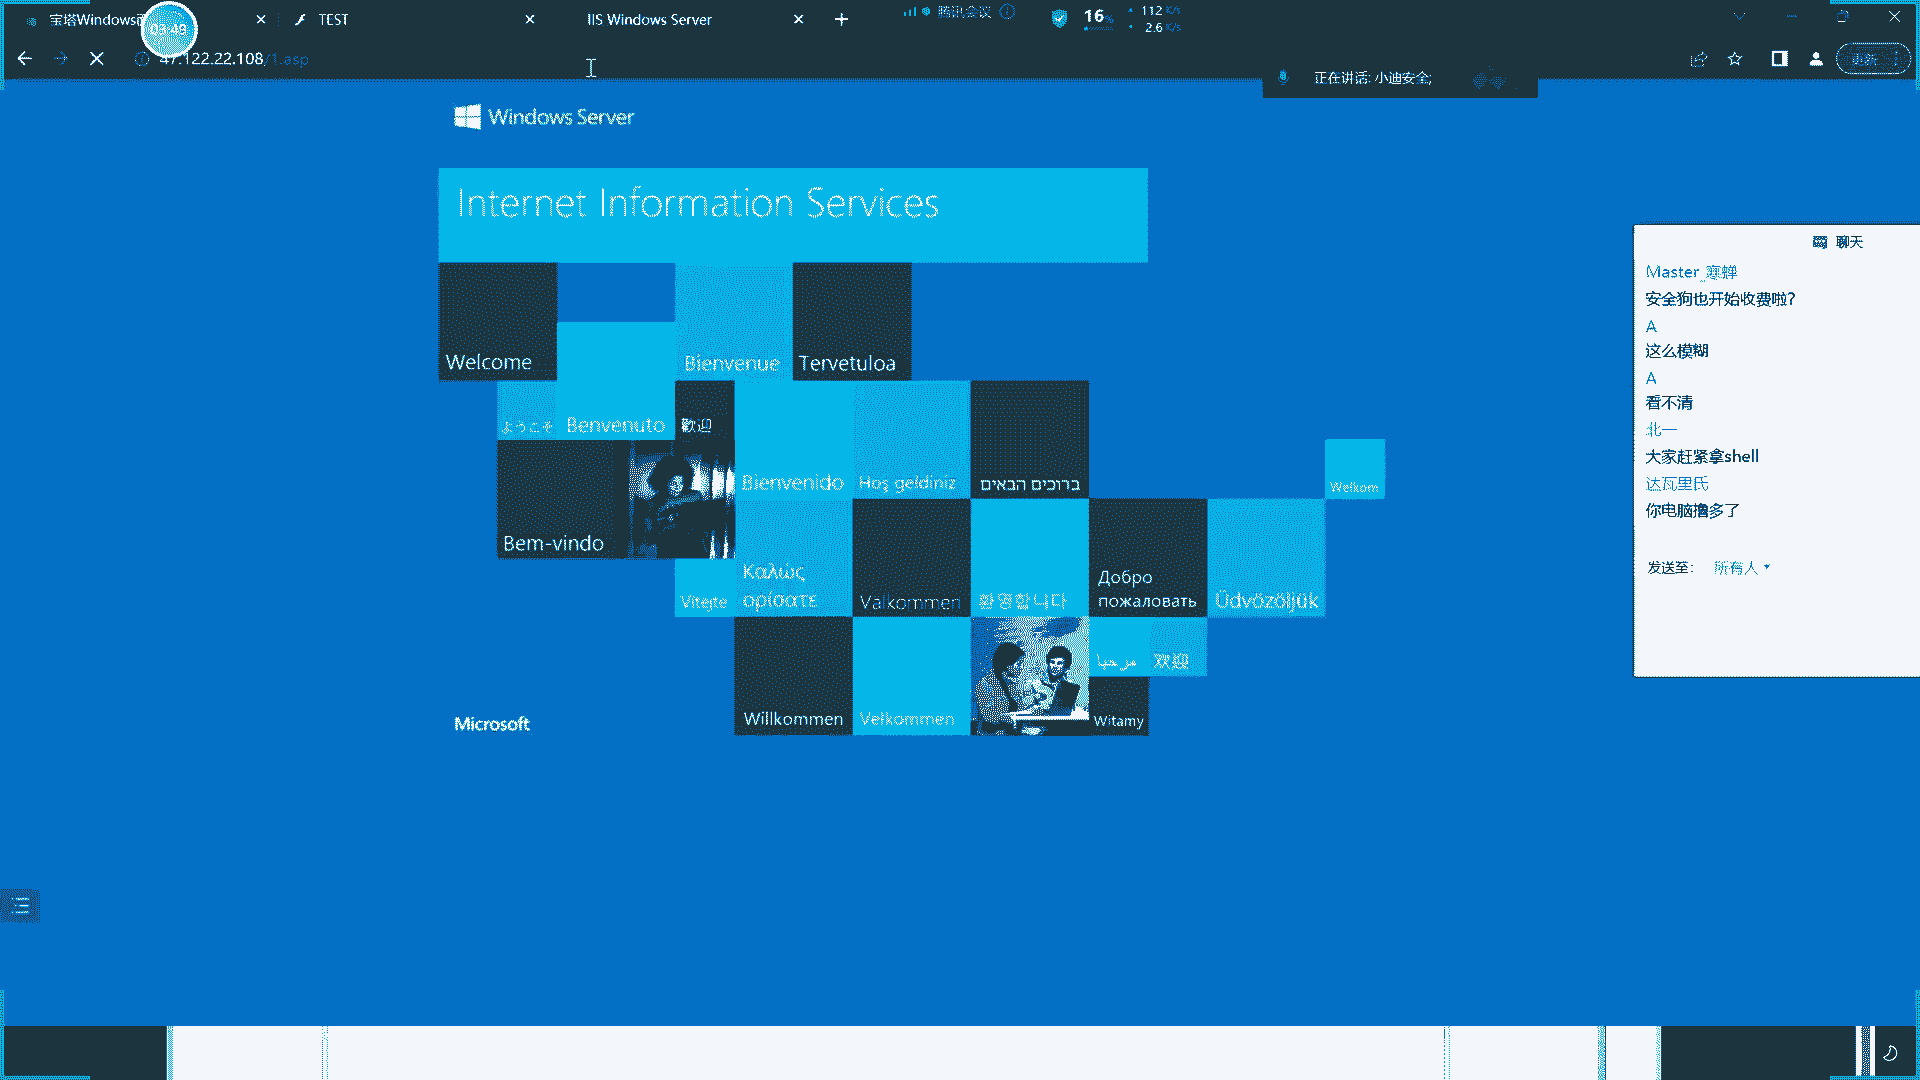 宝塔Windows
03:49
TEST
IIS Windows Server
腾讯会议
16%
112 K/s
2.6 K/s
47.122.22.108/1.asp
正在讲话: 小迪安全;
Windows Server
Internet Information Services
Welcome
Bienvenue
Tervetuloa
ようこそ
Benvenuto
歡迎
Bienvenido
Hoş geldiniz
ברוכים הבאים
Welkom
Bem-vindo
Vítejte
Καλώς
ορίσατε
Välkommen
환영합니다
Добро
пожаловать
Üdvözöljük
Microsoft
Willkommen
Velkommen
مرحبا
欢迎
Witamy
聊天
Master_寒蝉
安全狗也开始收费啦?
A
这么模糊
A
看不清
北一
大家赶紧拿shell
达瓦里氏
你电脑撸多了
发送至:
所有人